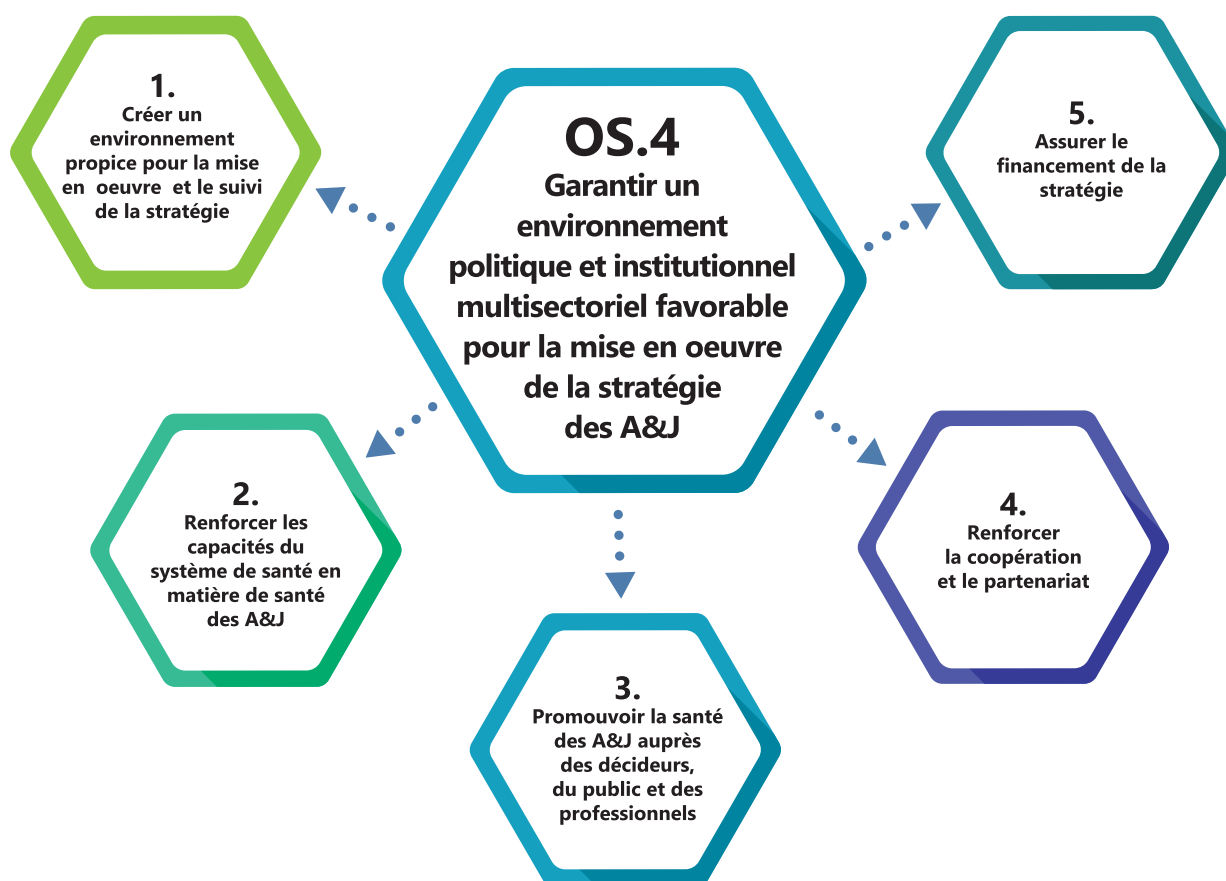 OS.4
Garantir un
environnement
politique et institutionnel
multisectoriel favorable
pour la mise en oeuvre
de la stratégie
des A&J
1.
Créer un
environnement
propice pour la mise
en oeuvre et le suivi
de la stratégie
2.
Renforcer les
capacités du
système de santé en
matière de santé
des A&J
3.
Promouvoir la santé
des A&J auprès
des décideurs,
du public et des
professionnels
4.
Renforcer
la coopération
et le partenariat
5.
Assurer le
financement de la
stratégie